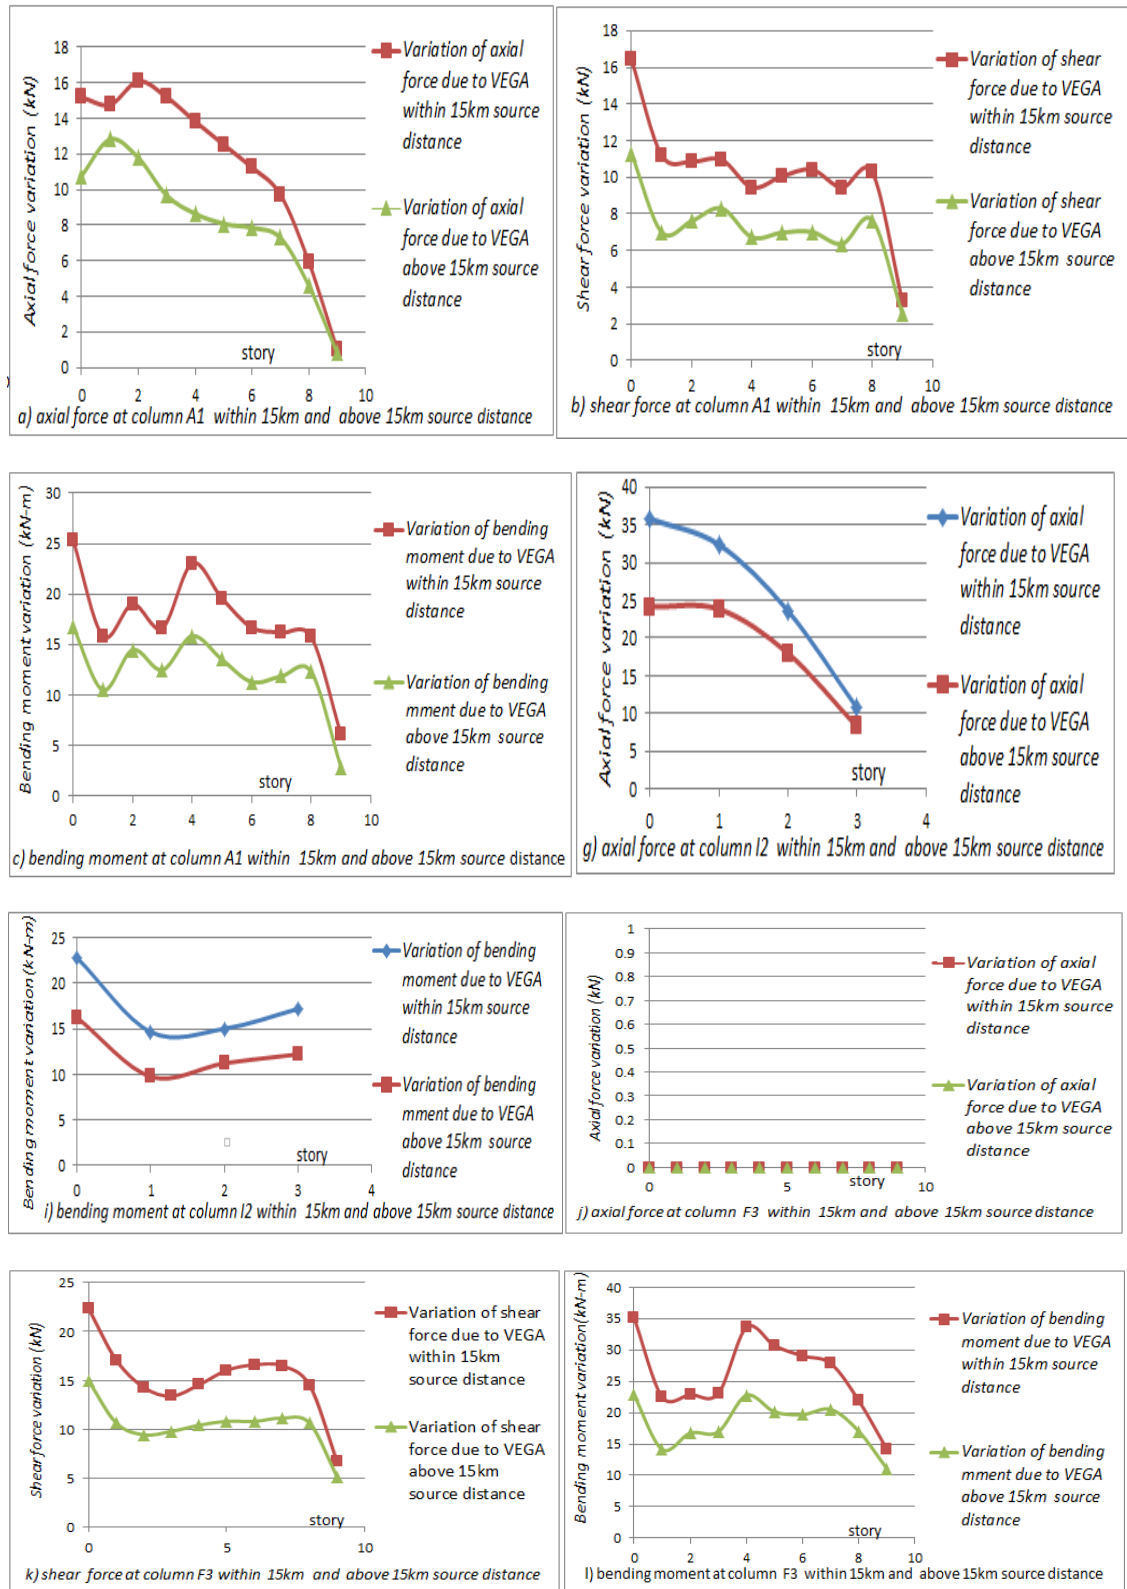 Axial force variation (kN)
18
16
14
12
10
8
6
4
2
0
0 2 4 6 8 10
story
Variation of axial
force due to VEGA
within 15km source
distance
Variation of axial
force due to VEGA
above 15km source
distance
a) axial force at column A1 within 15km and above 15km source distance
Shear force variation (kN)
18
16
14
12
10
8
6
4
2
0
0 2 4 6 8 10
story
Variation of shear
force due to VEGA
within 15km source
distance
Variation of shear
force due to VEGA
above 15km source
distance
b) shear force at column A1 within 15km and above 15km source distance
Bending moment variation (kN-m)
30
25
20
15
10
5
0
0 2 4 6 8 10
story
Variation of bending
moment due to VEGA
within 15km source
distance
Variation of bending
mment due to VEGA
above 15km source
distance
c) bending moment at column A1 within 15km and above 15km source distance
Axial force variation (kN)
40
35
30
25
20
15
10
5
0
0 1 2 3 4
story
Variation of axial
force due to VEGA
within 15km source
distance
Variation of axial
force due to VEGA
above 15km source
distance
g) axial force at column I2 within 15km and above 15km source distance
Bending moment variation (kN-m)
25
20
15
10
5
0
0 1 2 3 4
story
Variation of bending
moment due to VEGA
within 15km source
distance
Variation of bending
mment due to VEGA
above 15km source
distance
i) bending moment at column I2 within 15km and above 15km source distance
Axial force variation (kN)
1
0.9
0.8
0.7
0.6
0.5
0.4
0.3
0.2
0.1
0
0 5 10
story
Variation of axial
force due to VEGA
within 15km source
distance
Variation of axial
force due to VEGA
above 15km source
distance
j) axial force at column F3 within 15km and above 15km source distance
Shear force variation (kN)
25
20
15
10
5
0
0 5 10
story
Variation of shear
force due to VEGA
within 15km
source distance
Variation of shear
force due to VEGA
above 15km
source distance
k) shear force at column F3 within 15km and above 15km source distance
Bending moment variation (kN-m)
40
35
30
25
20
15
10
5
0
0 2 4 6 8 10
story
Variation of bending
moment due to VEGA
within 15km source
distance
Variation of bending
mment due to VEGA
above 15km source
distance
l) bending moment at column F3 within 15km and above 15km source distance